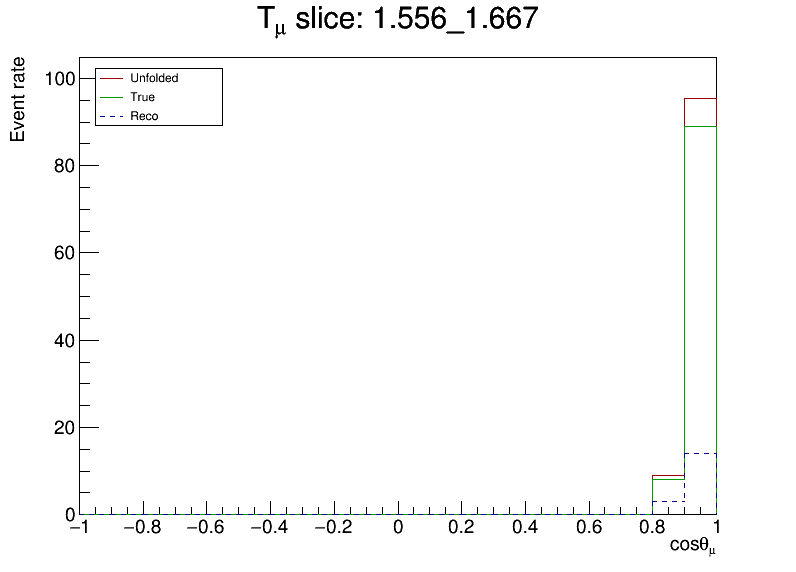 Tμ slice: 1.556_1.667
Event rate
Unfolded
True
Reco
100
80
60
40
20
0
−1 −0.8 −0.6 −0.4 −0.2 0 0.2 0.4 0.6 0.8 1
cosθμ